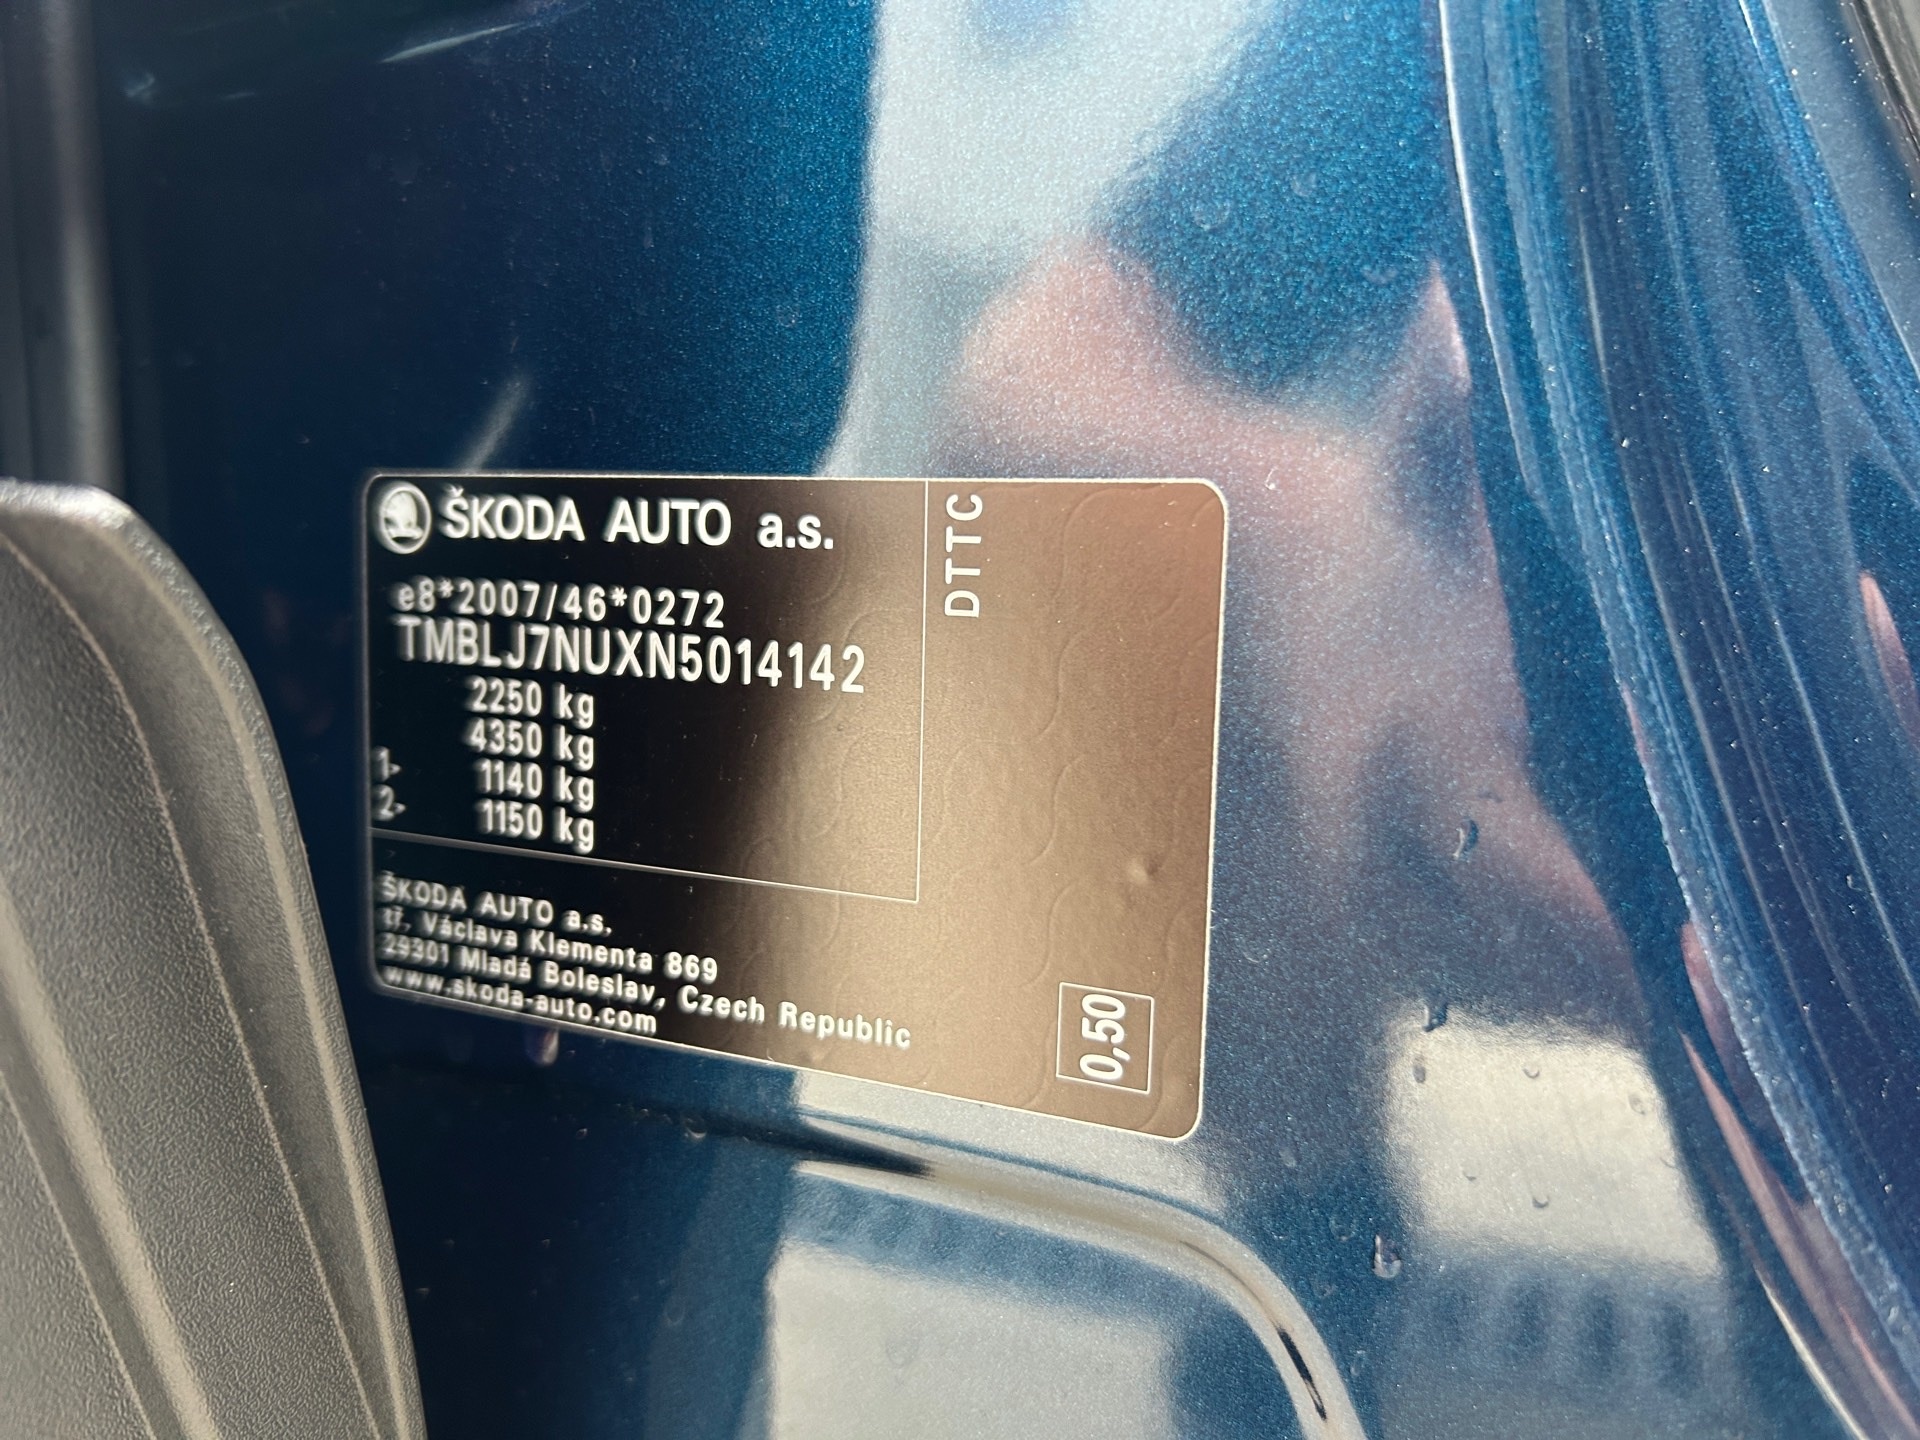 ŠKODA AUTO a.s.
DTTC
e8*2007/46*0272
TMBLJ7NUXN5014142
2250 kg
4350 kg
1- 1140 kg
2- 1150 kg
ŠKODA AUTO a.s.
tř. Václava Klementa 869
29301 Mladá Boleslav, Czech Republic
www.skoda-auto.com
0,50